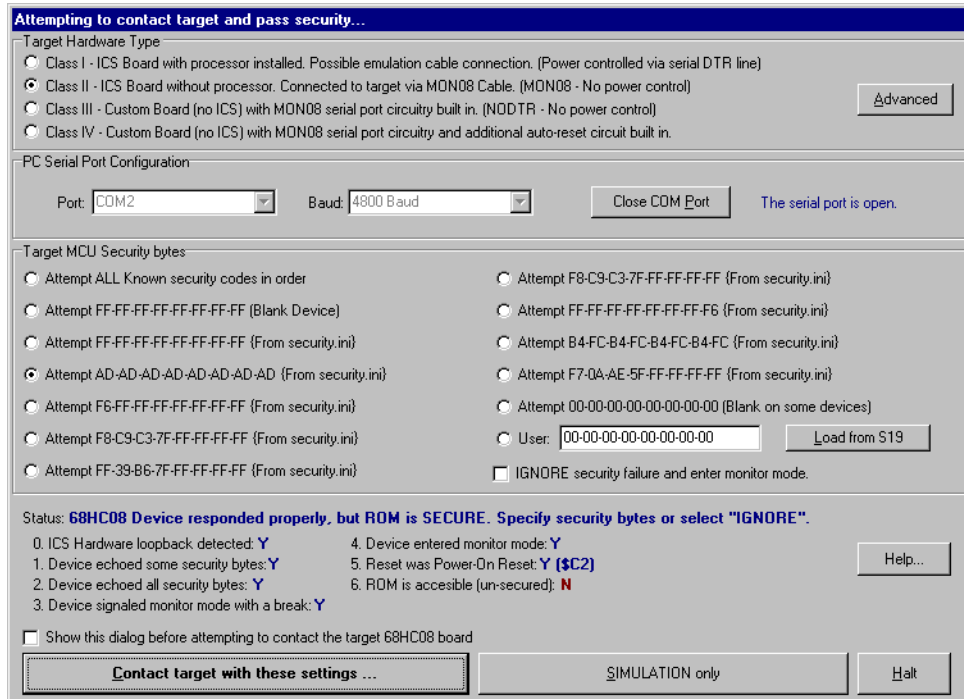 Attempting to contact target and pass security...
Target Hardware Type
Class I - ICS Board with processor installed. Possible emulation cable connection. (Power controlled via serial DTR line)
Class II - ICS Board without processor. Connected to target via MON08 Cable. (MON08 - No power control)
Class III - Custom Board (no ICS) with MON08 serial port circuitry built in. (NODTR - No power control)
Class IV - Custom Board (no ICS) with MON08 serial port circuitry and additional auto-reset circuit built in.
Advanced
PC Serial Port Configuration
Port: COM2 Baud: 4800 Baud Close COM Port The serial port is open.
Target MCU Security bytes
Attempt ALL Known security codes in order
Attempt FF-FF-FF-FF-FF-FF-FF-FF (Blank Device)
Attempt FF-FF-FF-FF-FF-FF-FF-FF {From security.ini}
Attempt AD-AD-AD-AD-AD-AD-AD-AD {From security.ini}
Attempt F6-FF-FF-FF-FF-FF-FF-FF {From security.ini}
Attempt F8-C9-C3-7F-FF-FF-FF-FF {From security.ini}
Attempt FF-39-B6-7F-FF-FF-FF-FF {From security.ini}
Attempt F8-C9-C3-7F-FF-FF-FF-FF {From security.ini}
Attempt FF-FF-FF-FF-FF-FF-FF-F6 {From security.ini}
Attempt B4-FC-B4-FC-B4-FC-B4-FC {From security.ini}
Attempt F7-0A-AE-5F-FF-FF-FF-FF {From security.ini}
Attempt 00-00-00-00-00-00-00-00 (Blank on some devices)
User: 00-00-00-00-00-00-00-00 Load from S19
IGNORE security failure and enter monitor mode.
Status: 68HC08 Device responded properly, but ROM is SECURE. Specify security bytes or select "IGNORE".
0. ICS Hardware loopback detected: Y
1. Device echoed some security bytes: Y
2. Device echoed all security bytes: Y
3. Device signaled monitor mode with a break: Y
4. Device entered monitor mode: Y
5. Reset was Power-On Reset: Y ($C2)
6. ROM is accesible (un-secured): N
Help...
Show this dialog before attempting to contact the target 68HC08 board
Contact target with these settings ... SIMULATION only Halt